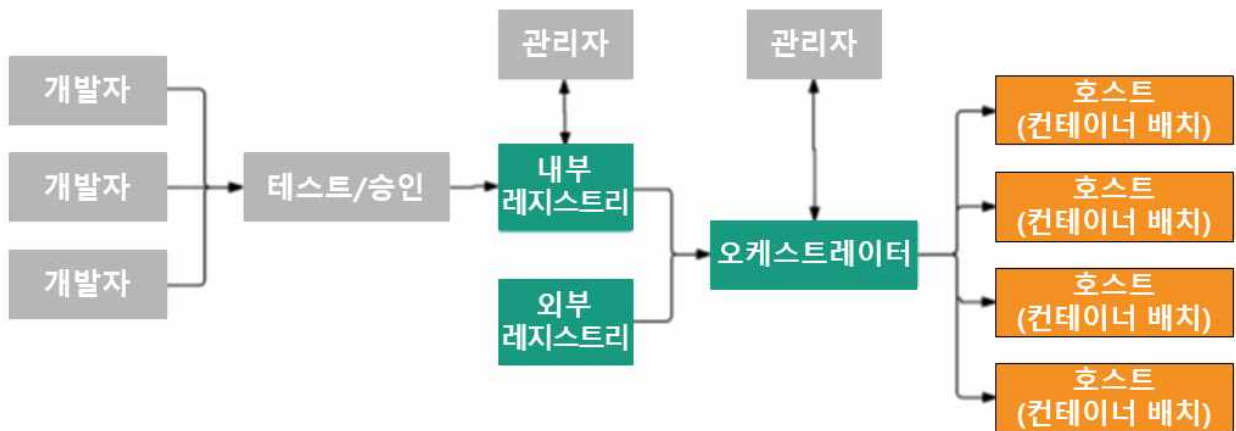 개발자
개발자
개발자
테스트/승인
관리자
내부
레지스트리
외부
레지스트리
관리자
오케스트레이터
호스트
(컨테이너 배치)
호스트
(컨테이너 배치)
호스트
(컨테이너 배치)
호스트
(컨테이너 배치)